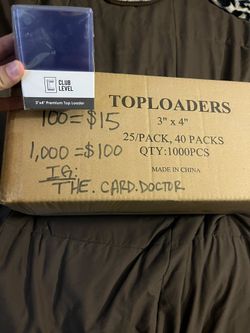 CLUB
LEVEL
3"x4" Premium Top Loader
TOPLOADERS
3" x 4"
25/PACK, 40 PACKS
QTY:1000PCS
MADE IN CHINA
100=$15
1,000=$100
IG:
THE.CARD.DOCTOR